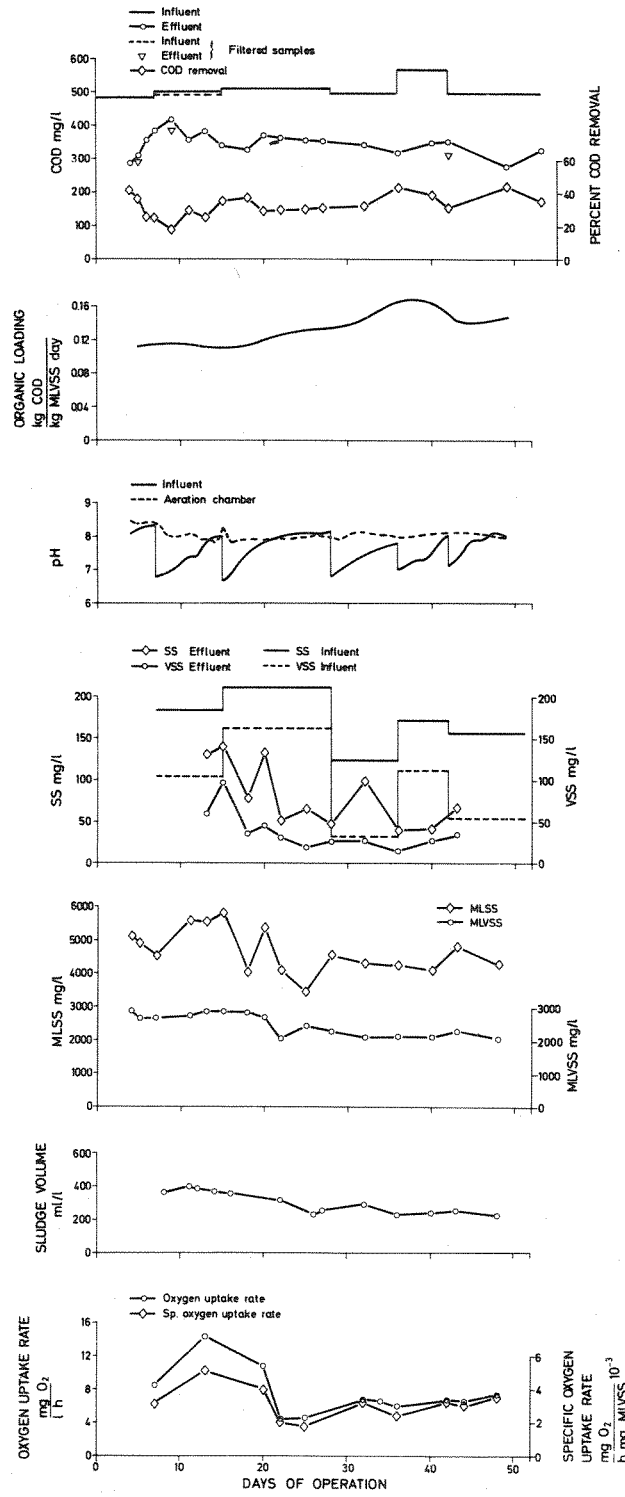 Influent
Effluent
Influent
Effluent
Filtered samples
COD removal
COD mg/l
600
500
400
300
200
100
0
PERCENT COD REMOVAL
60
40
20
0
ORGANIC LOADING
kg COD
kg MLVSS day
0.16
0.12
0.08
0.04
0
Influent
Aeration chamber
pH
9
8
7
6
SS Effluent
SS Influent
VSS Effluent
VSS Influent
SS mg/l
200
150
100
50
0
VSS mg/l
200
150
100
50
0
MLSS
MLVSS
MLSS mg/l
6000
5000
4000
3000
2000
1000
0
MLVSS mg/l
3000
2000
1000
0
SLUDGE VOLUME
ml/l
600
400
200
0
Oxygen uptake rate
Sp. oxygen uptake rate
OXYGEN UPTAKE RATE
mg O2
l h
16
12
8
4
0
SPECIFIC OXYGEN
UPTAKE RATE
mg O2 10-3
h mg MLVSS
6
4
2
0
0 10 20 30 40 50
DAYS OF OPERATION